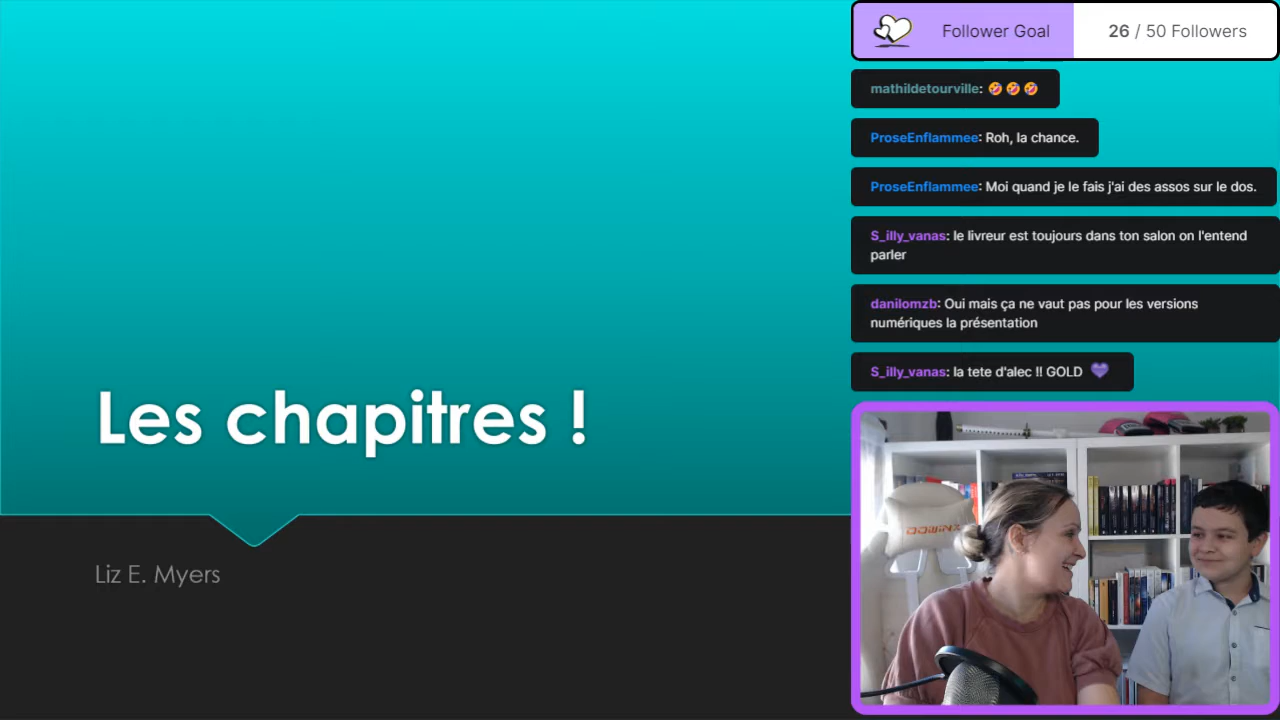 Follower Goal
26 / 50 Followers
mathildetourville: 🤣🤣🤣
ProseEnflammee: Roh, la chance.
ProseEnflammee: Moi quand je le fais j'ai des assos sur le dos.
S_illy_vanas: le livreur est toujours dans ton salon on l'entend
parler
danilomzb: Oui mais ça ne vaut pas pour les versions
numériques la présentation
S_illy_vanas: la tete d'alec !! GOLD 💜
Les chapitres !
Liz E. Myers